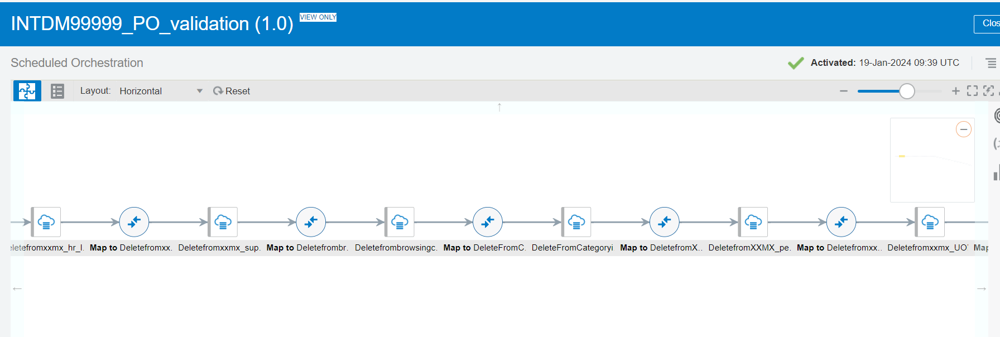 INTDM99999_PO_validation (1.0) VIEW ONLY
Clos
Scheduled Orchestration
Activated: 19-Jan-2024 09:39 UTC
Layout: Horizontal Reset
eletefromxxmx_hr_l. Map to Deletefromxx. Deletefromxxmx_sup. Map to Deletefrombr. Deletefrombrowsingc. Map to DeleteFromC. DeleteFromCategoryi. Map to DeletefromX.. DeletefromXXMX_pe. Map to Deletefromxx.. Deletefromxxmx_UO Map